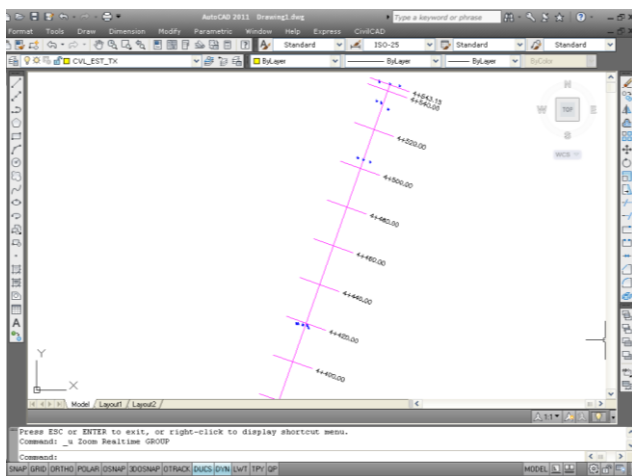 AutoCAD 2011 Drawing1.dwg
Type a keyword or phrase
Format Tools Draw Dimension Modify Parametric Window Help Express CivilCAD
Standard ISO-25 Standard Standard
CVL_EST_TX ByLayer ByLayer ByLayer ByColor
N
W TOP E
S
WCS
4+543.15
4+540.00
4+520.00
4+500.00
4+480.00
4+460.00
4+440.00
4+420.00
4+400.00
Y
X
Model Layout1 Layout2
1:1
Press ESC or ENTER to exit, or right-click to display shortcut menu.
Command: _u Zoom Realtime GROUP
Command:
SNAP GRID ORTHO POLAR OSNAP 3DOSNAP OTRACK DUCS DYN LWT TPY QP MODEL